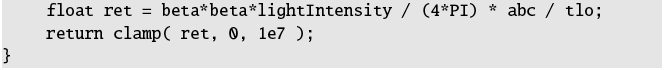 float ret = beta*beta*lightIntensity / (4*PI) * abc / tlo;
return clamp( ret, 0, 1e7 );
}